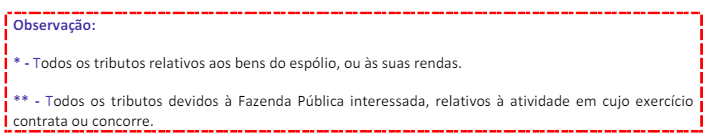 Observação:
* - Todos os tributos relativos aos bens do espólio, ou às suas rendas.
** - Todos os tributos devidos à Fazenda Pública interessada, relativos à atividade em cujo exercício
contrata ou concorre.